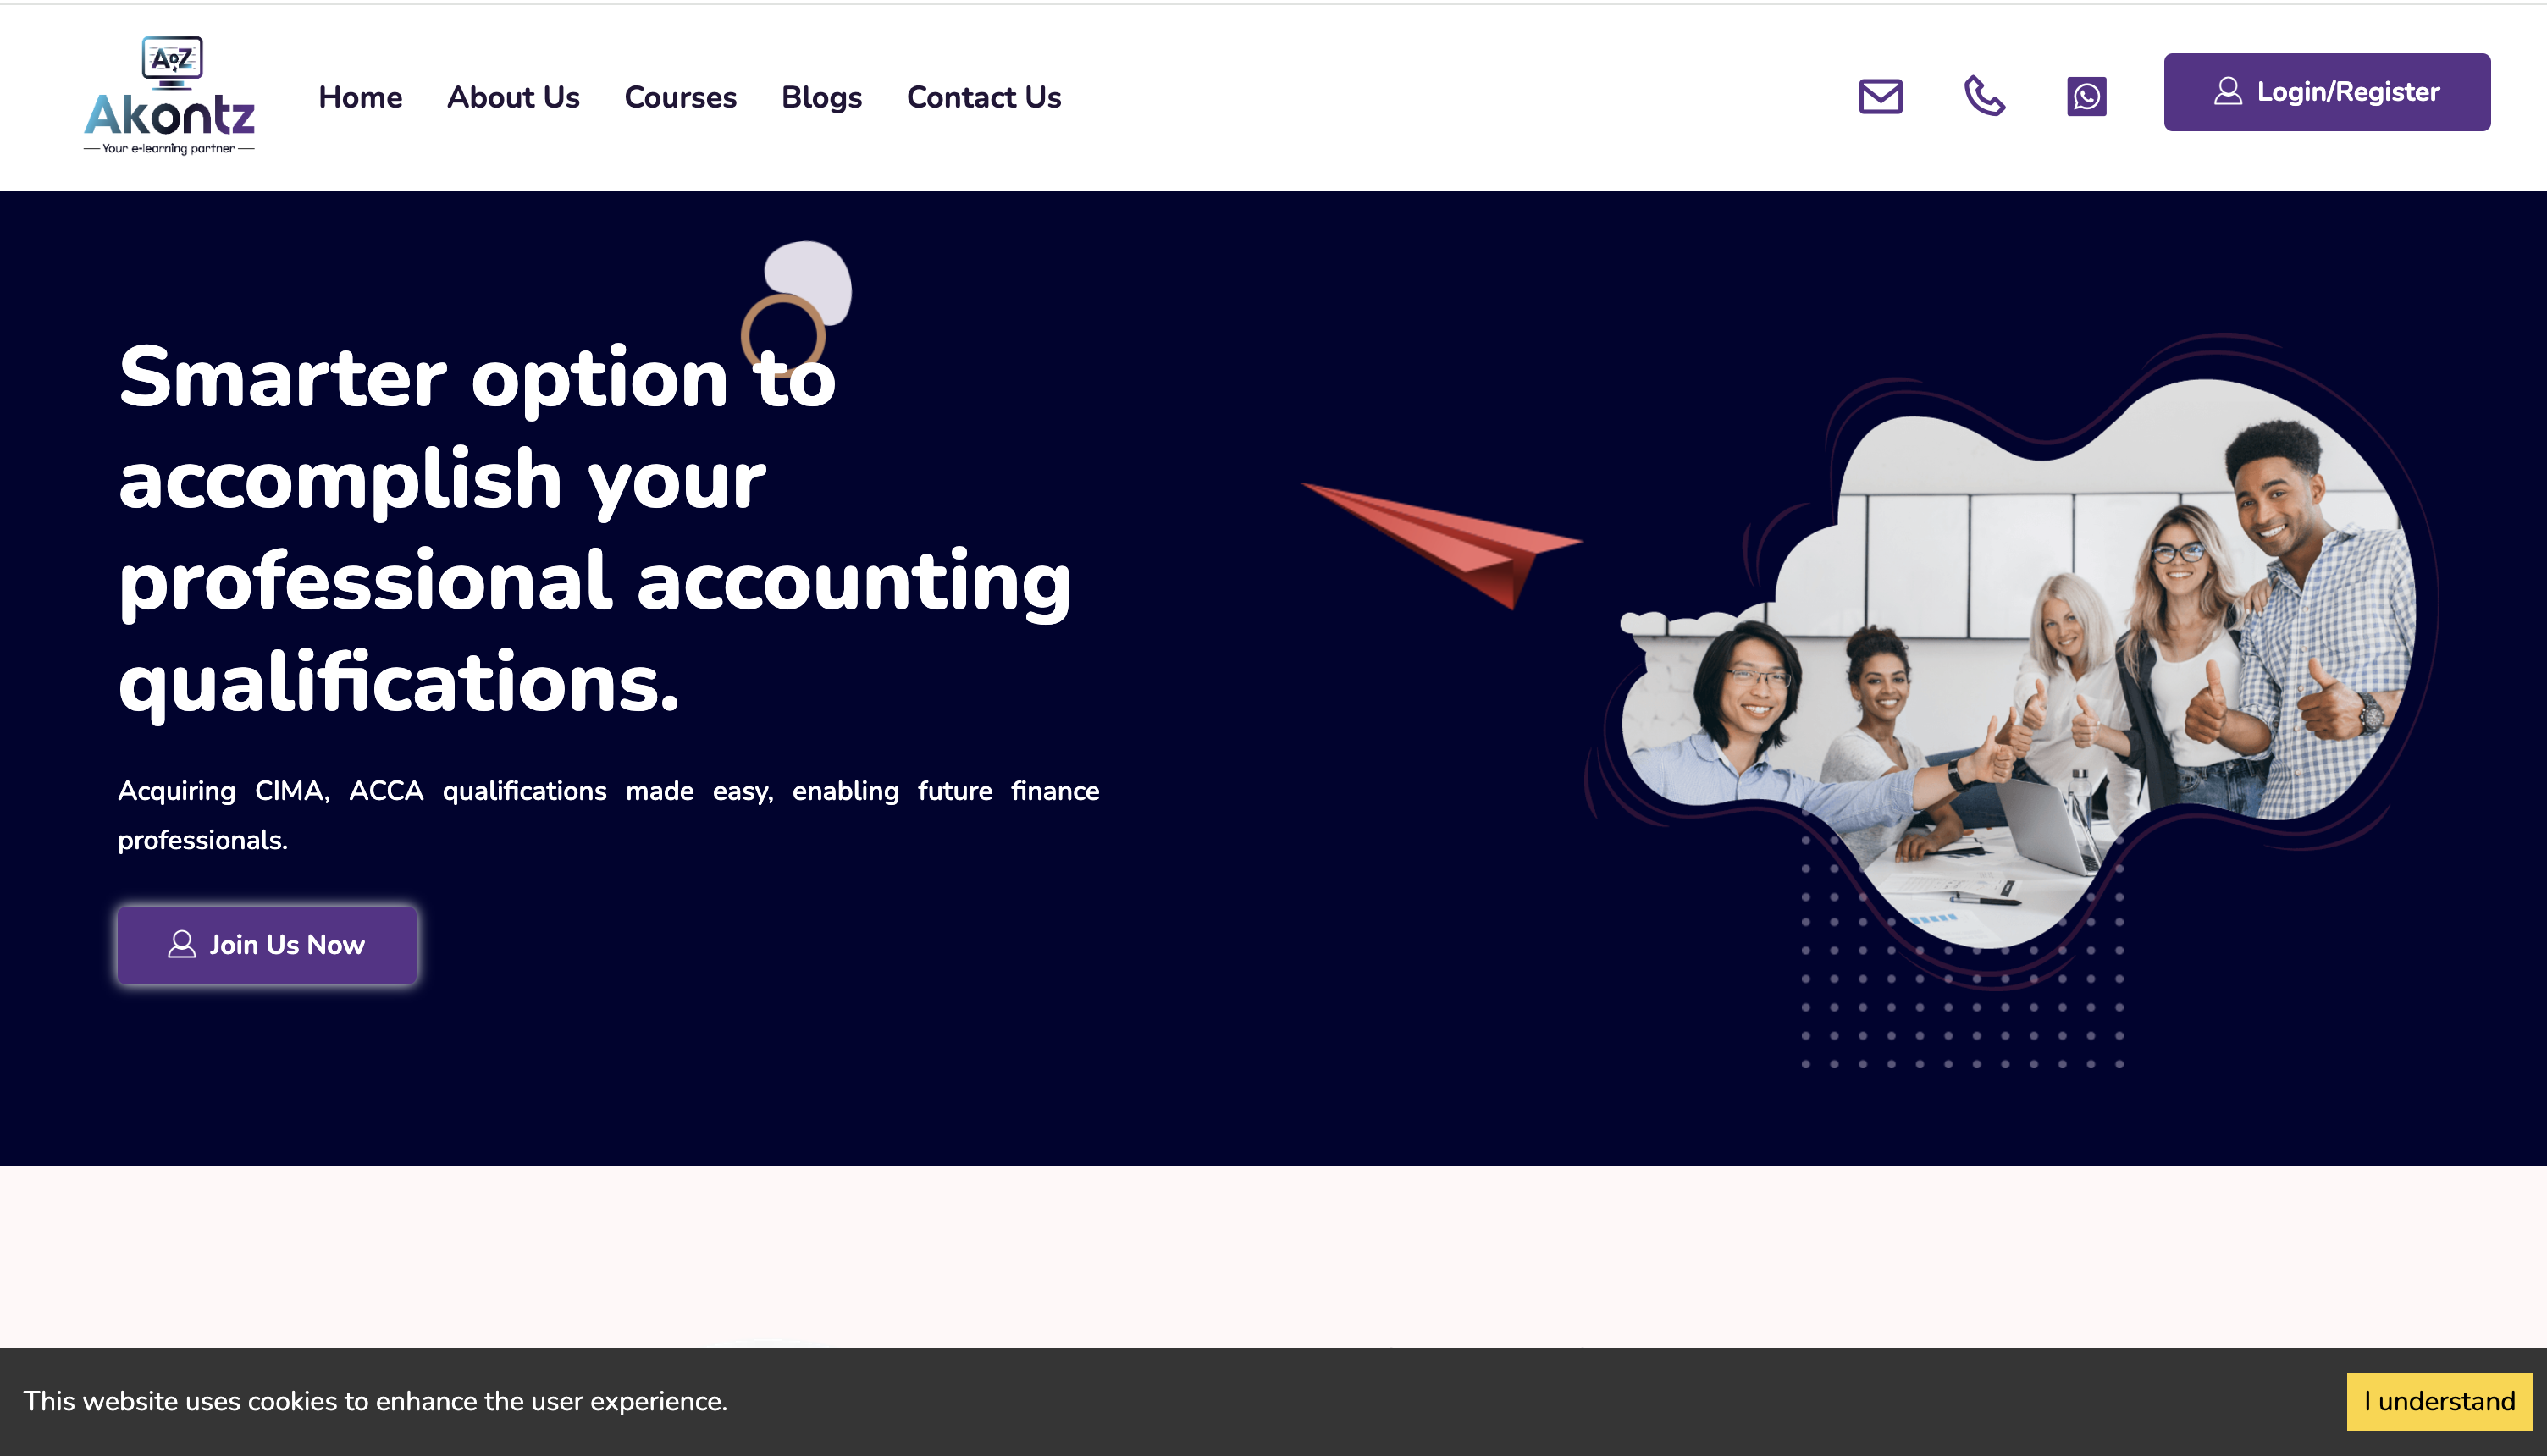 A Z
Akontz
Your e-learning partner
Home
About Us
Courses
Blogs
Contact Us
Login/Register
Smarter option to
accomplish your
professional accounting
qualifications.
Acquiring CIMA, ACCA qualifications made easy, enabling future finance
professionals.
Join Us Now
This website uses cookies to enhance the user experience.
I understand